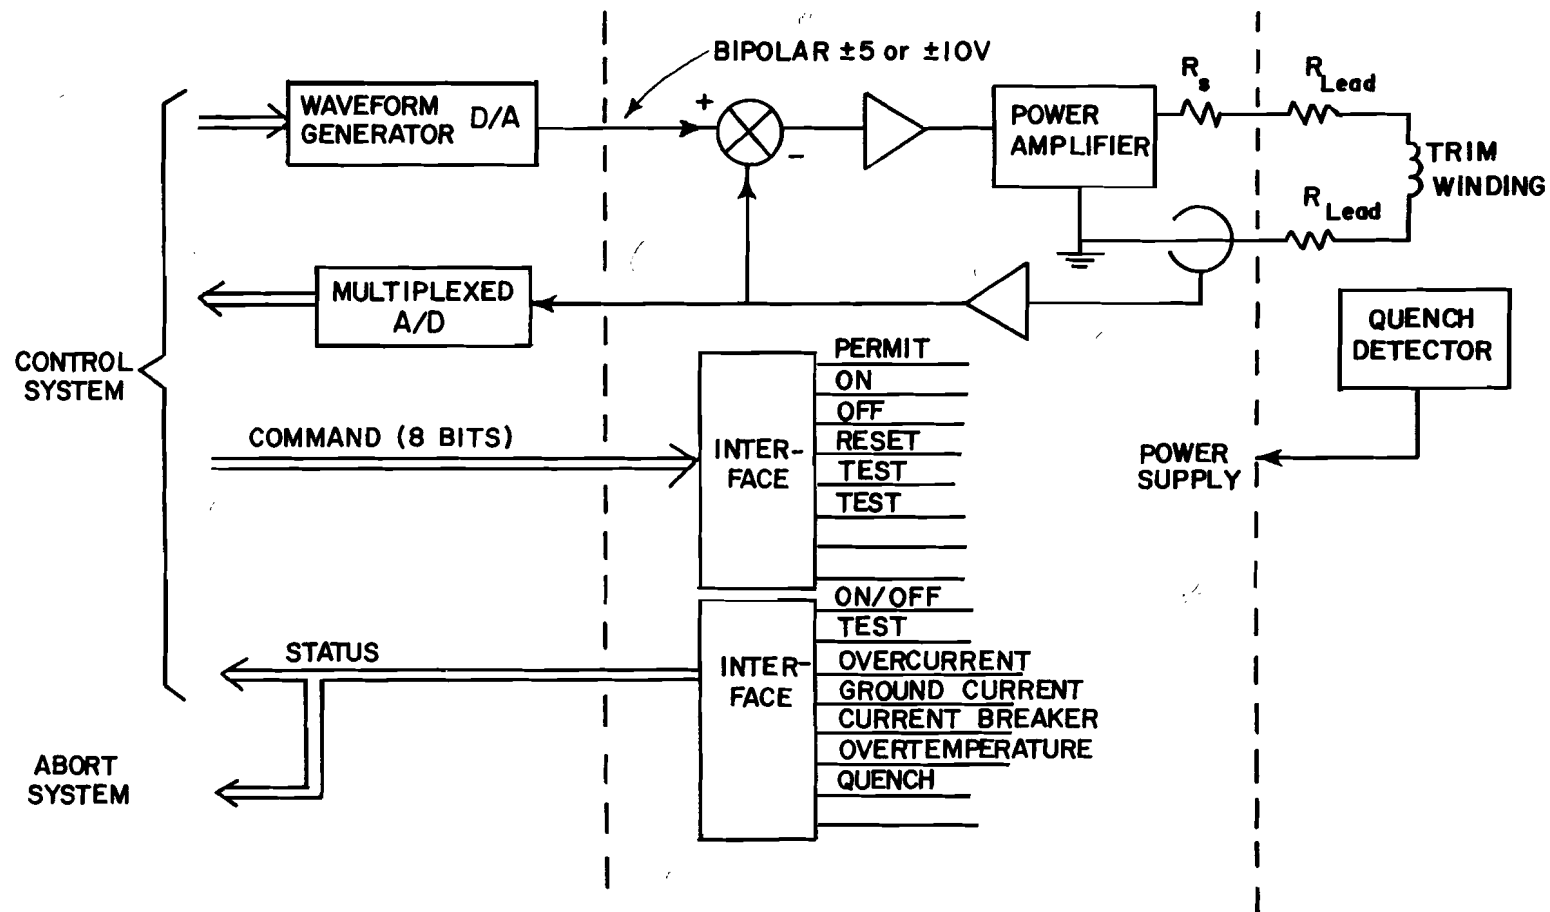 BIPOLAR ±5 or ±10V
WAVEFORM
GENERATOR D/A
+
-
POWER
AMPLIFIER
Rs
RLead
TRIM
WINDING
RLead
MULTIPLEXED
A/D
QUENCH
DETECTOR
CONTROL
SYSTEM
PERMIT
ON
OFF
RESET
TEST
TEST
COMMAND (8 BITS)
INTER-
FACE
POWER
SUPPLY
ON/OFF
TEST
OVERCURRENT
GROUND CURRENT
CURRENT BREAKER
OVERTEMPERATURE
QUENCH
STATUS
INTER-
FACE
ABORT
SYSTEM